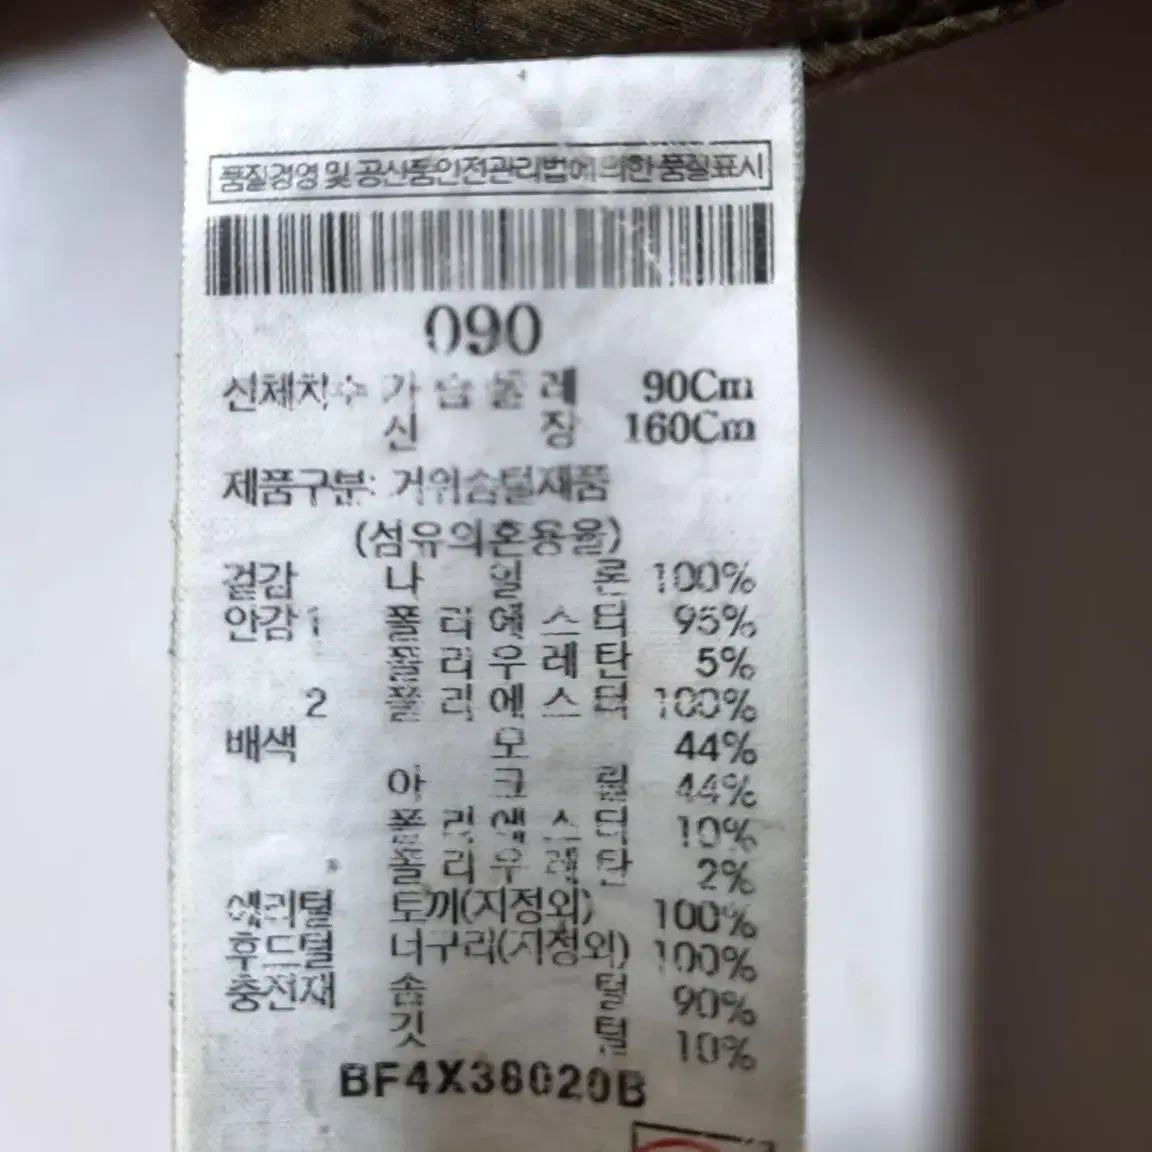 품질경영 및 공산품안전관리법에 의한 품질표시
090
신체치수 가 슴 둘 레 90Cm
신 장 160Cm
제품구분: 거위솜털제품
(섬유의혼용율)
겉감 나 일 론 100%
안감1 폴 리 에 스 터 95%
폴 리 우 레 탄 5%
2 폴 리 에 스 터 100%
배색 모 44%
아 크 릴 44%
폴 리 에 스 터 10%
폴 리 우 레 탄 2%
에리털 토끼(지정외) 100%
후드털 너구리(지정외) 100%
충전재 솜 털 90%
깃 털 10%
BF4X38020B